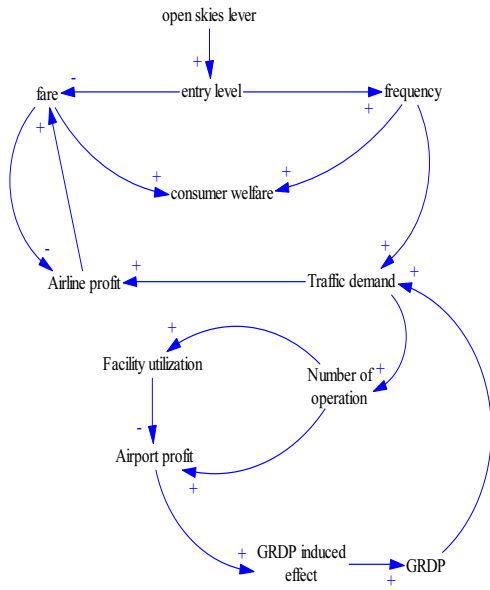 open skies lever
+
-
fare
entry level
frequency
+
+
+
+
consumer welfare
-
+
+
+
Airline profit
Traffic demand
+
Facility utilization
+
Number of
operation
-
Airport profit
+
+
GRDP induced
effect
GRDP
+